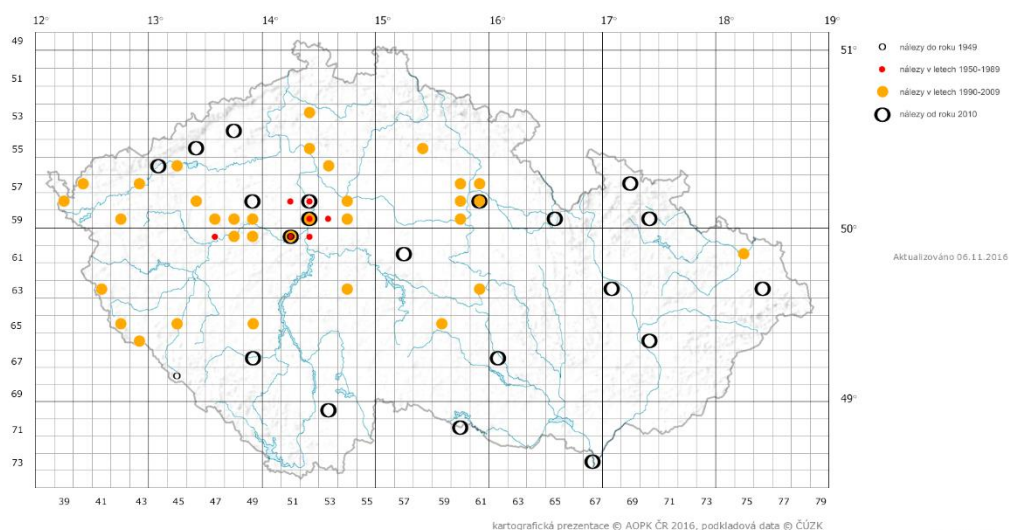 12° 13° 14° 15° 16° 17° 18° 19°
49
51
53
55
57
59
61
63
65
67
69
71
73
51°
50°
49°
nálezy do roku 1949
nálezy v letech 1950-1989
nálezy v letech 1990-2009
nálezy od roku 2010
Aktualizováno 06.11.2016
39 41 43 45 47 49 51 53 55 57 59 61 63 65 67 69 71 73 75 77 79
kartografická prezentace © AOPK ČR 2016, podkladová data © ČÚZK